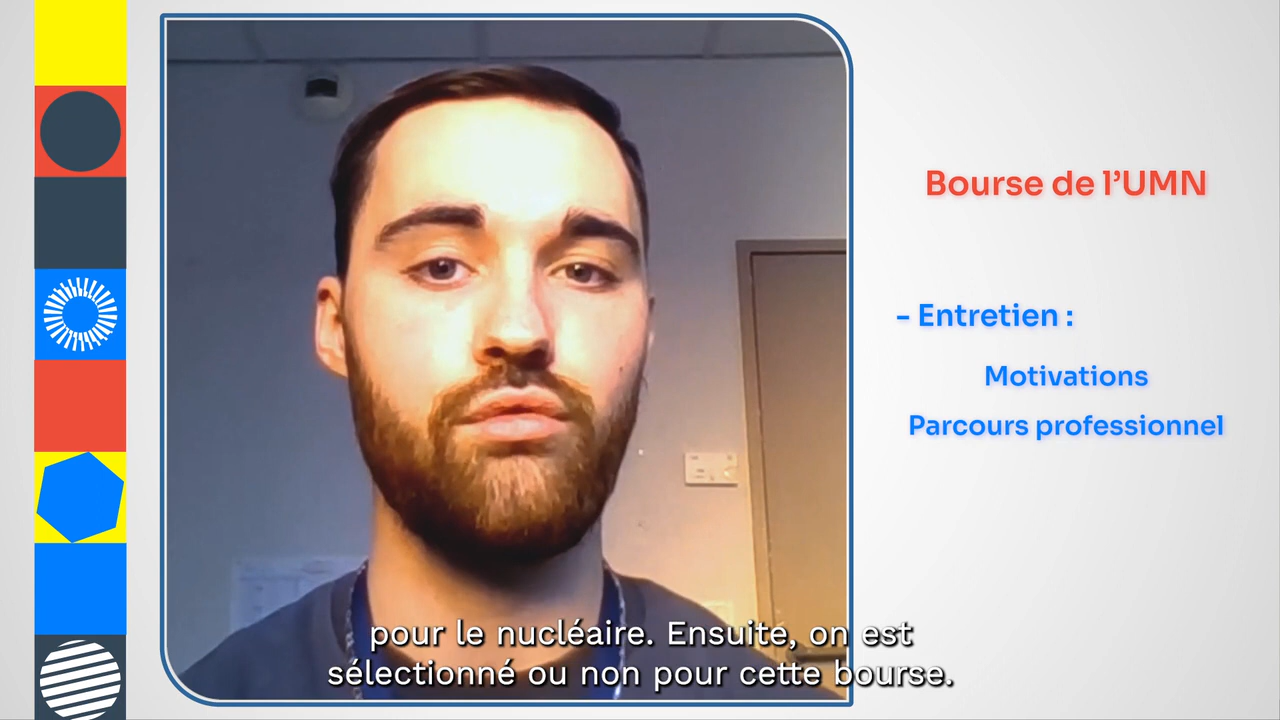 Bourse de l’UMN
- Entretien :
Motivations
Parcours professionnel
pour le nucléaire. Ensuite, on est
sélectionné ou non pour cette bourse.